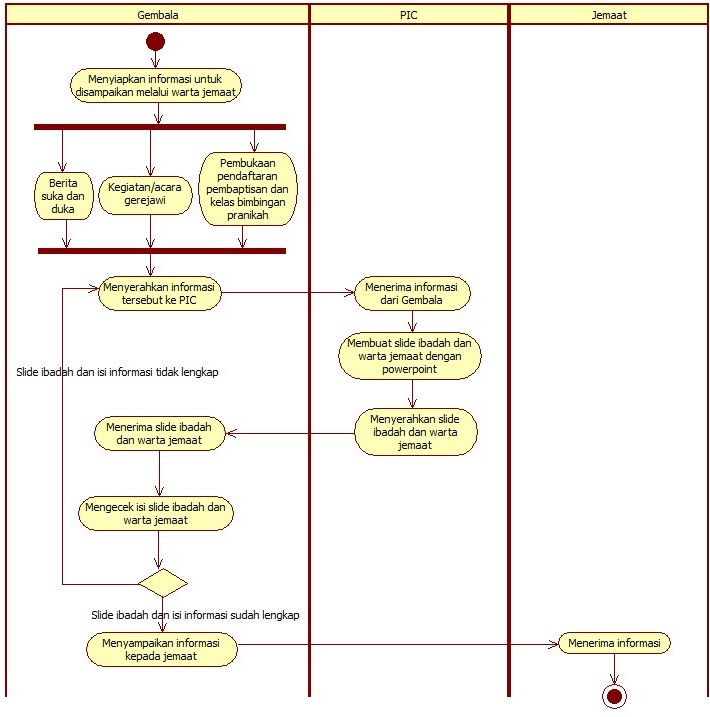 Gembala
PIC
Jemaat
Menyiapkan informasi untuk
disampaikan melalui warta jemaat
Berita
suka dan
duka
Kegiatan/acara
gerejawi
Pembukaan
pendaftaran
pembaptisan dan
kelas bimbingan
pranikah
Menyerahkan informasi
tersebut ke PIC
Menerima informasi
dari Gembala
Membuat slide ibadah dan
warta jemaat dengan
powerpoint
Slide ibadah dan isi informasi tidak lengkap
Menyerahkan slide
ibadah dan warta
jemaat
Menerima slide ibadah
dan warta jemaat
Mengecek isi slide ibadah dan
warta jemaat
Slide ibadah dan isi informasi sudah lengkap
Menyampaikan informasi
kepada jemaat
Menerima informasi